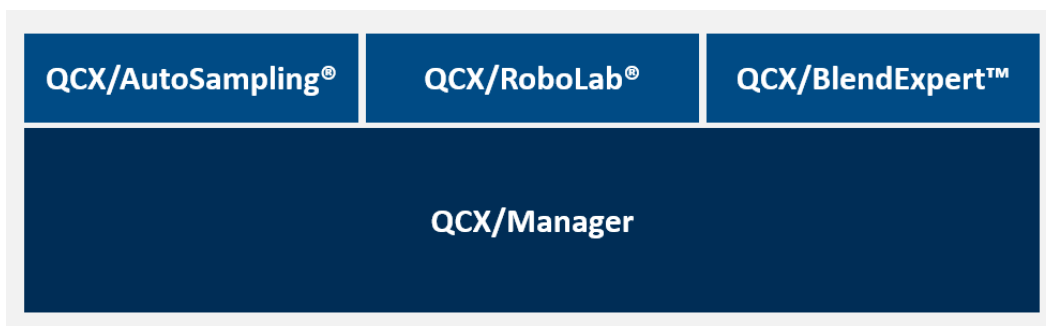 QCX/AutoSampling®
QCX/RoboLab®
QCX/BlendExpert™
QCX/Manager